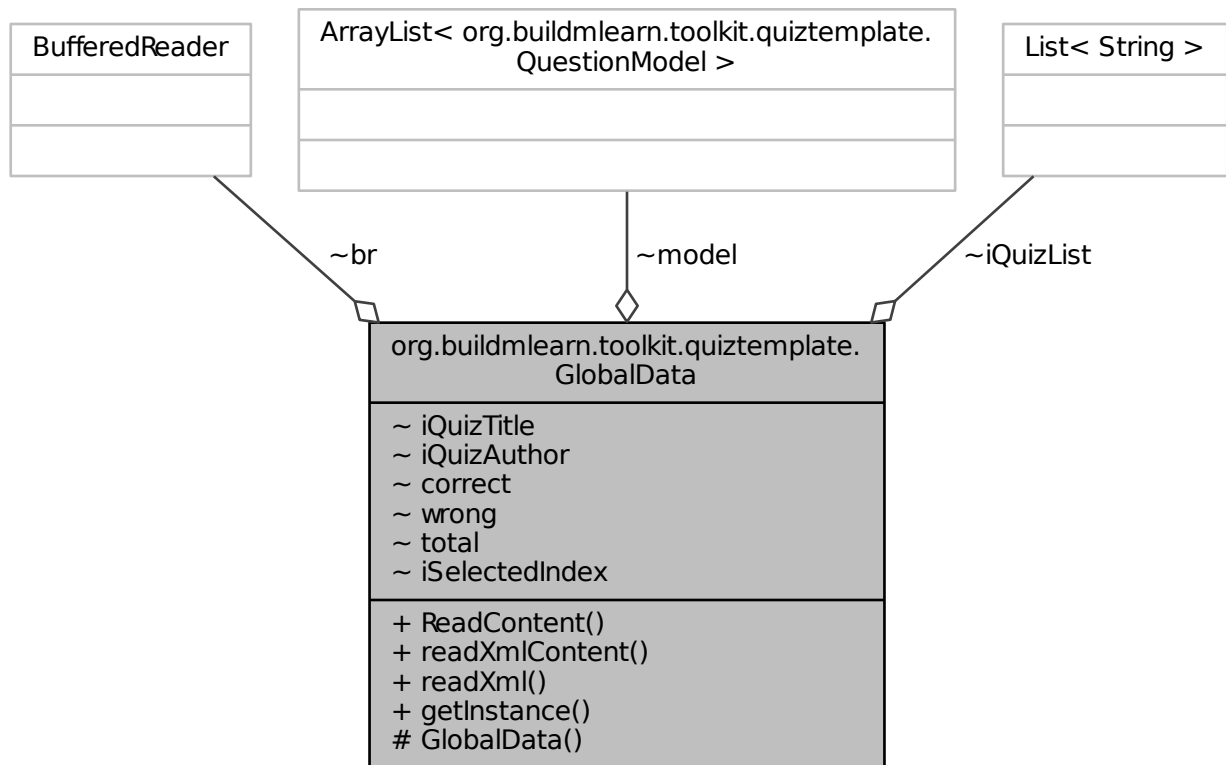 BufferedReader
ArrayList< org.buildmlearn.toolkit.quiztemplate.
QuestionModel >
List< String >
~br
~model
~iQuizList
org.buildmlearn.toolkit.quiztemplate.
GlobalData
~ iQuizTitle
~ iQuizAuthor
~ correct
~ wrong
~ total
~ iSelectedIndex
+ ReadContent()
+ readXmlContent()
+ readXml()
+ getInstance()
# GlobalData()